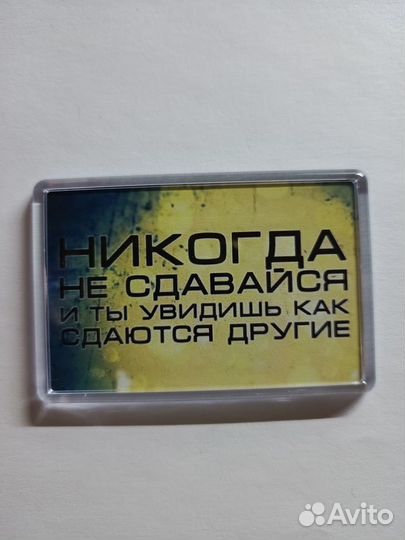 НИКОГДА
НЕ СДАВАЙСЯ
И ТЫ УВИДИШЬ КАК
СДАЮТСЯ ДРУГИЕ
Avito